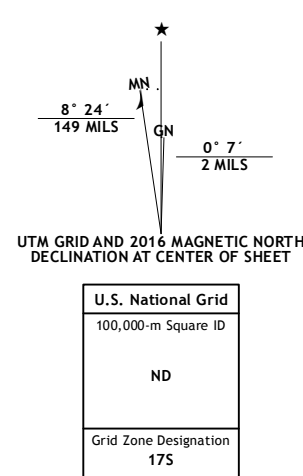 ★
MN
8° 24´
149 MILS
GN
0° 7´
2 MILS
UTM GRID AND 2016 MAGNETIC NORTH
DECLINATION AT CENTER OF SHEET
U.S. National Grid
100,000-m Square ID
ND
Grid Zone Designation
17S